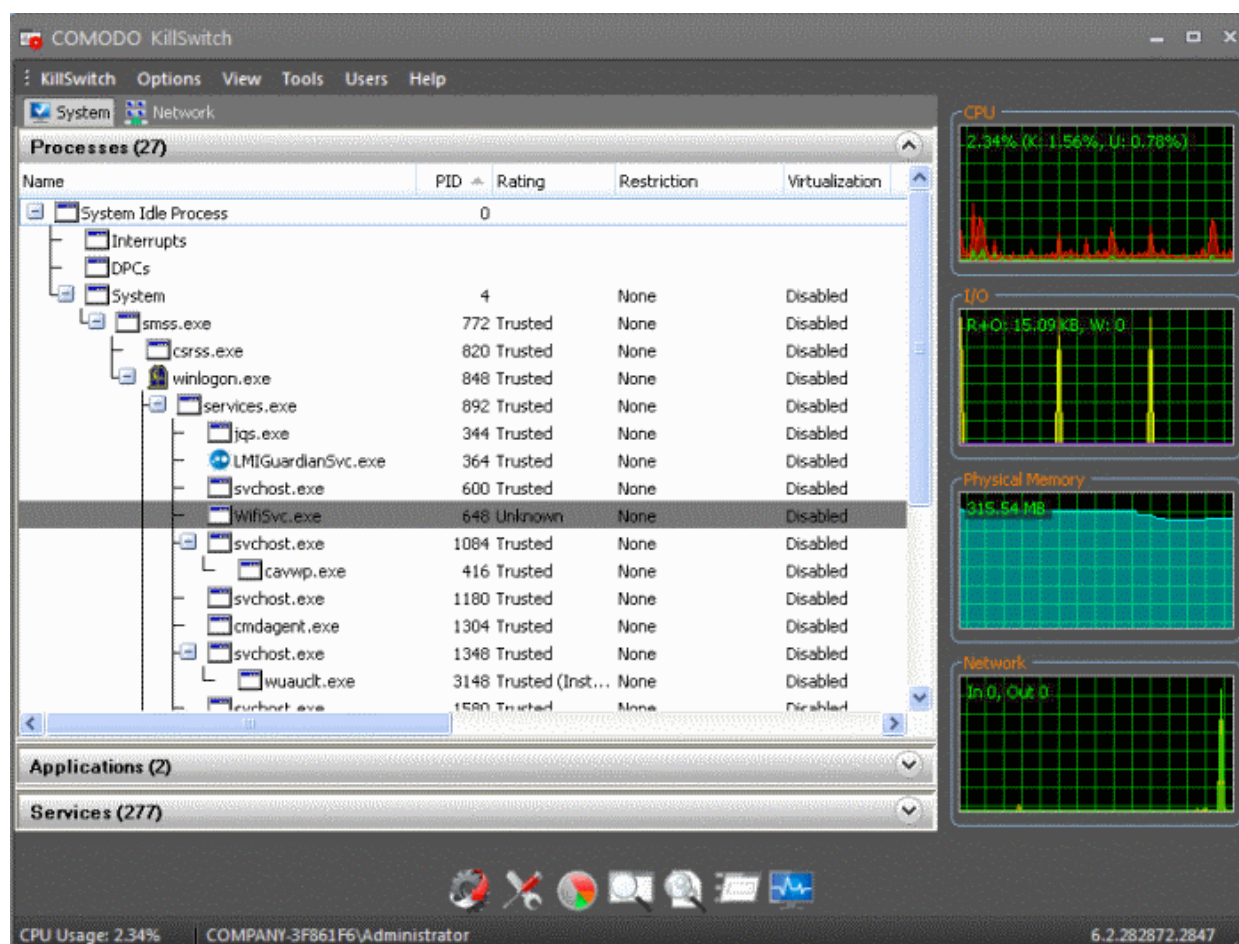 COMODO KillSwitch
KillSwitch Options View Tools Users Help
System Network
Processes (27)
Name PID Rating Restriction Virtualization
System Idle Process 0
Interrupts
DPCs
System 4 None Disabled
smss.exe 772 Trusted None Disabled
csrss.exe 820 Trusted None Disabled
winlogon.exe 848 Trusted None Disabled
services.exe 892 Trusted None Disabled
jqs.exe 344 Trusted None Disabled
LMIGuardianSvc.exe 364 Trusted None Disabled
svchost.exe 600 Trusted None Disabled
WifiSvc.exe 648 Unknown None Disabled
svchost.exe 1084 Trusted None Disabled
cavwp.exe 416 Trusted None Disabled
svchost.exe 1180 Trusted None Disabled
cmdagent.exe 1304 Trusted None Disabled
svchost.exe 1348 Trusted None Disabled
wuauclt.exe 3148 Trusted (Inst... None Disabled
svchost.exe 1580 Trusted None Disabled
Applications (2)
Services (277)
CPU
2.34% (K: 1.56%, U: 0.78%)
I/O
R+O: 15.09 KB, W: 0
Physical Memory
315.54 MB
Network
In 0, Out 0
CPU Usage: 2.34% COMPANY-3F861F6\Administrator 6.2.282872.2847